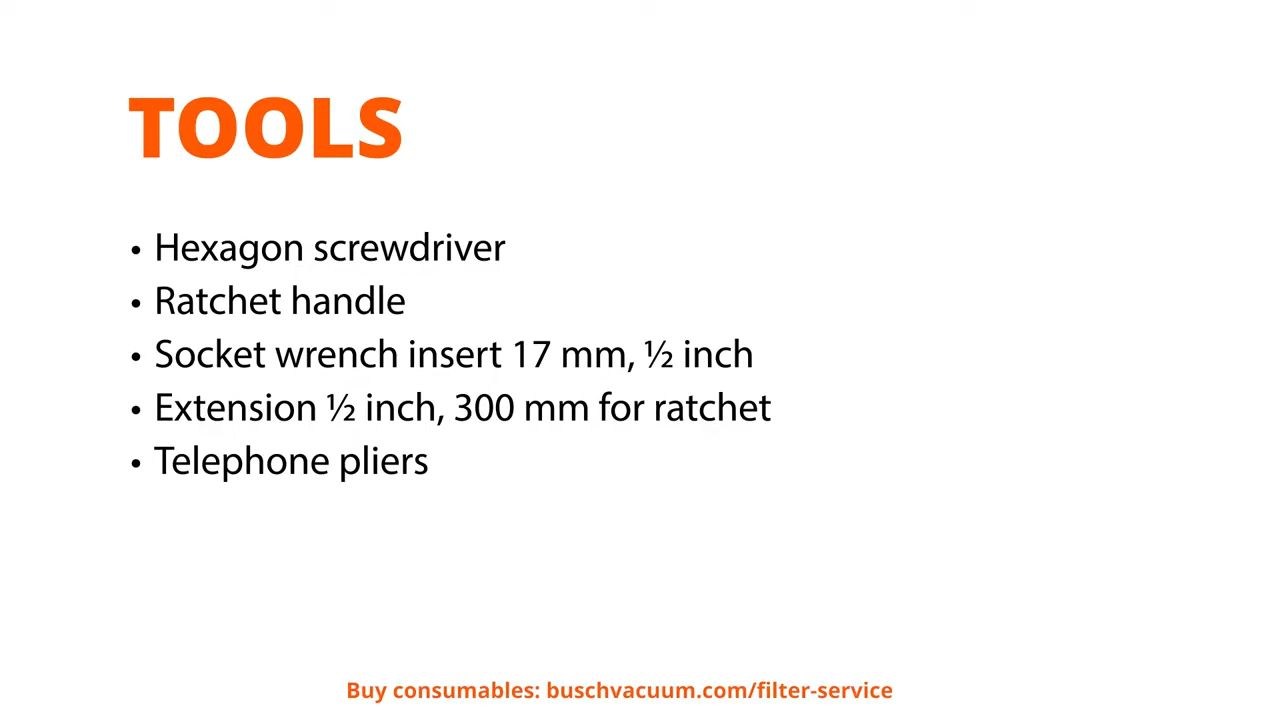 TOOLS
• Hexagon screwdriver
• Ratchet handle
• Socket wrench insert 17 mm, ½ inch
• Extension ½ inch, 300 mm for ratchet
• Telephone pliers
Buy consumables: buschvacuum.com/filter-service